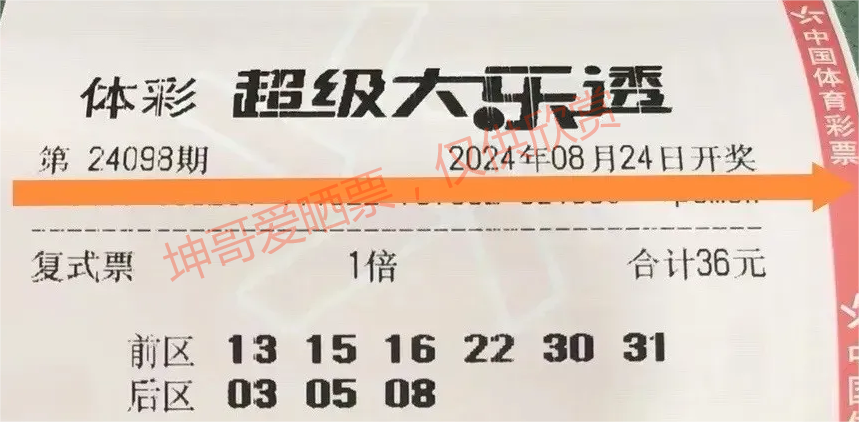 体彩 超级大乐透
第 24098期 2024年08月24日开奖
坤哥爱晒票，仅供欣赏
复式票 1倍 合计36元
前区 13 15 16 22 30 31
后区 03 05 08
中国体育彩票
中国体